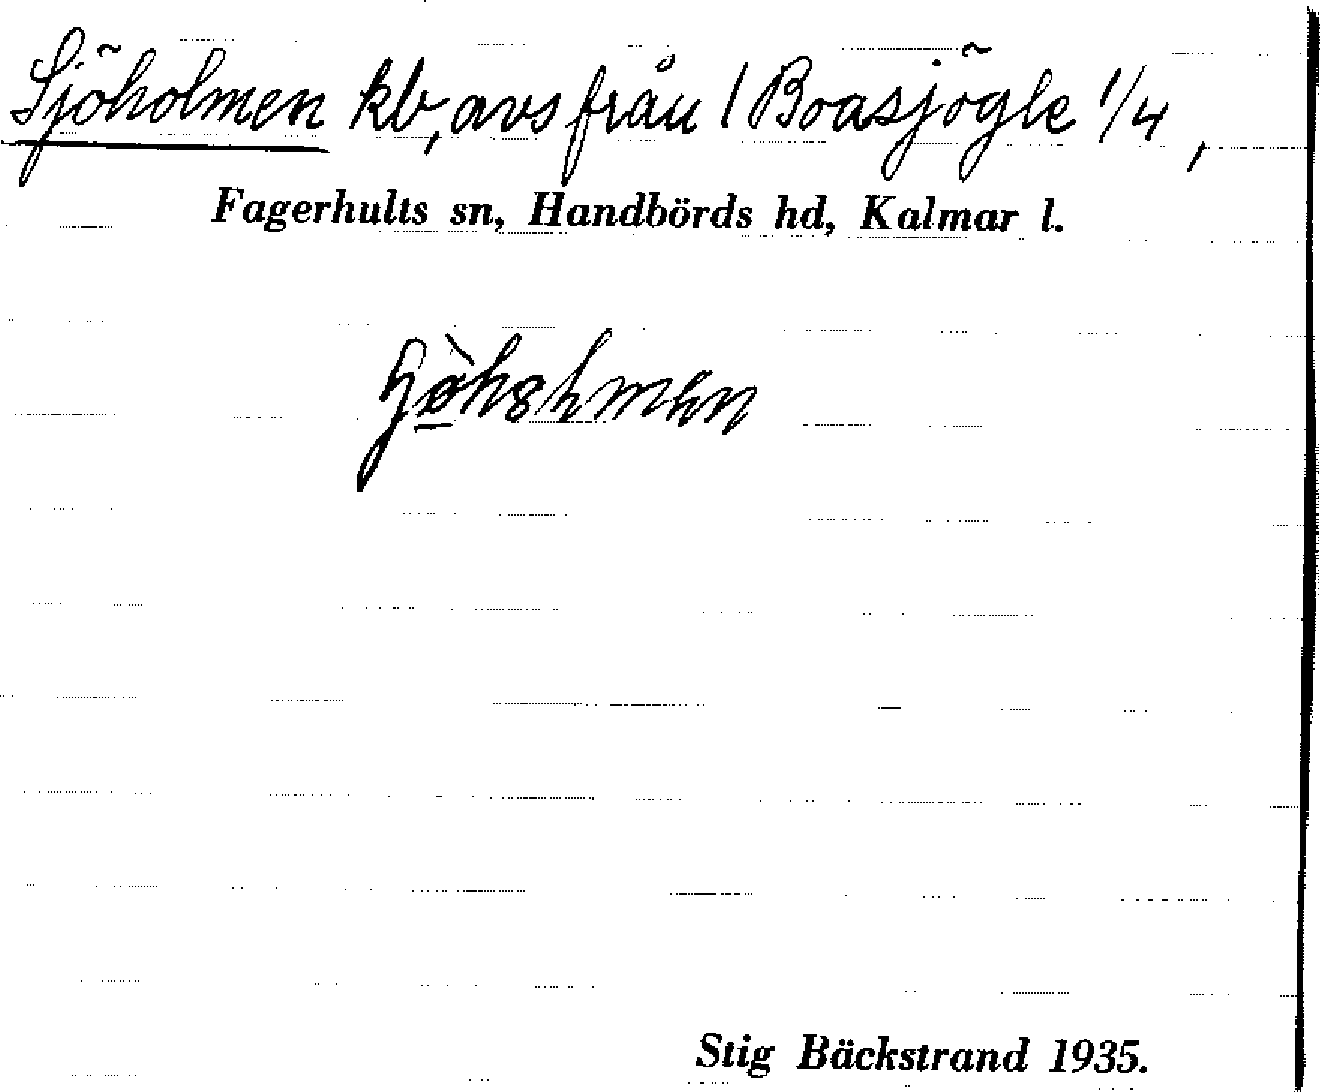 Sjöholmen kb, avs från 1 Boasjögle 1/4,
Fagerhults sn, Handbörds hd, Kalmar l.
Stig Bäckstrand 1935.